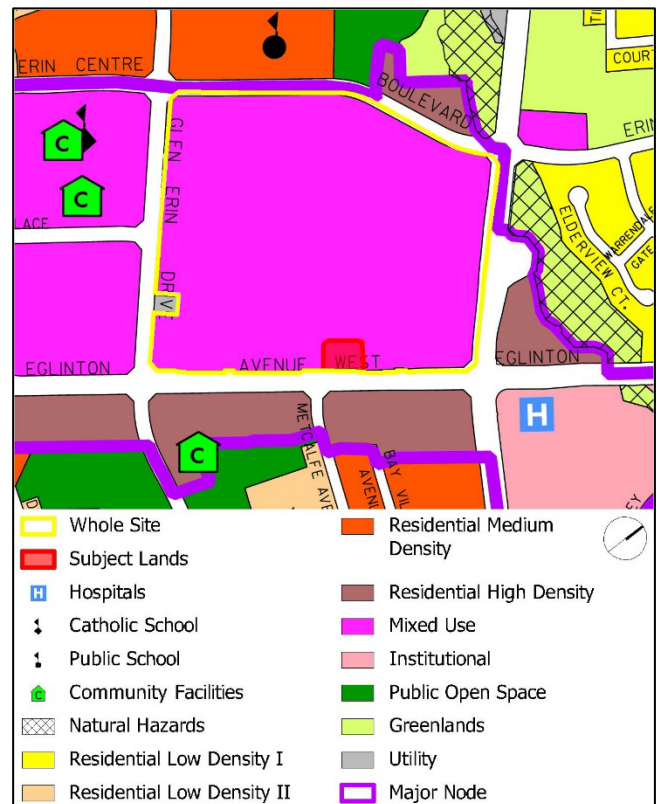 TI
COURT
ERIN CENTRE
BOULEVARD
ERIN
GLEN ERIN DRIVE
C
C
LACE
ELDERVIEW CT.
WARRENDALE
GATE
EGLINTON AVENUE WEST EGLINTON
H
METCALFE AVE
C
BAY VIL
AVENU
D
EY
Whole Site
Subject Lands
H Hospitals
Catholic School
Public School
C Community Facilities
Natural Hazards
Residential Low Density I
Residential Low Density II
Residential Medium
Density
Residential High Density
Mixed Use
Institutional
Public Open Space
Greenlands
Utility
Major Node